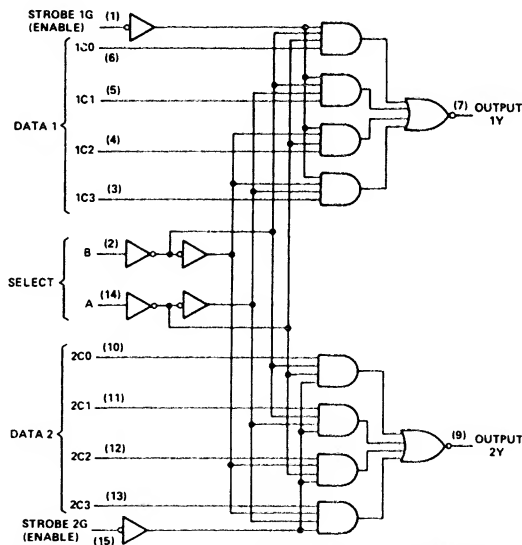 STROBE 1G (1)
(ENABLE)
1C0
(6)
1C1 (5)
DATA 1
1C2 (4)
1C3 (3)
(7) OUTPUT
1Y
B (2)
SELECT
A (14)
2C0 (10)
2C1 (11)
DATA 2
2C2 (12)
2C3 (13)
(9) OUTPUT
2Y
STROBE 2G
(ENABLE) (15)